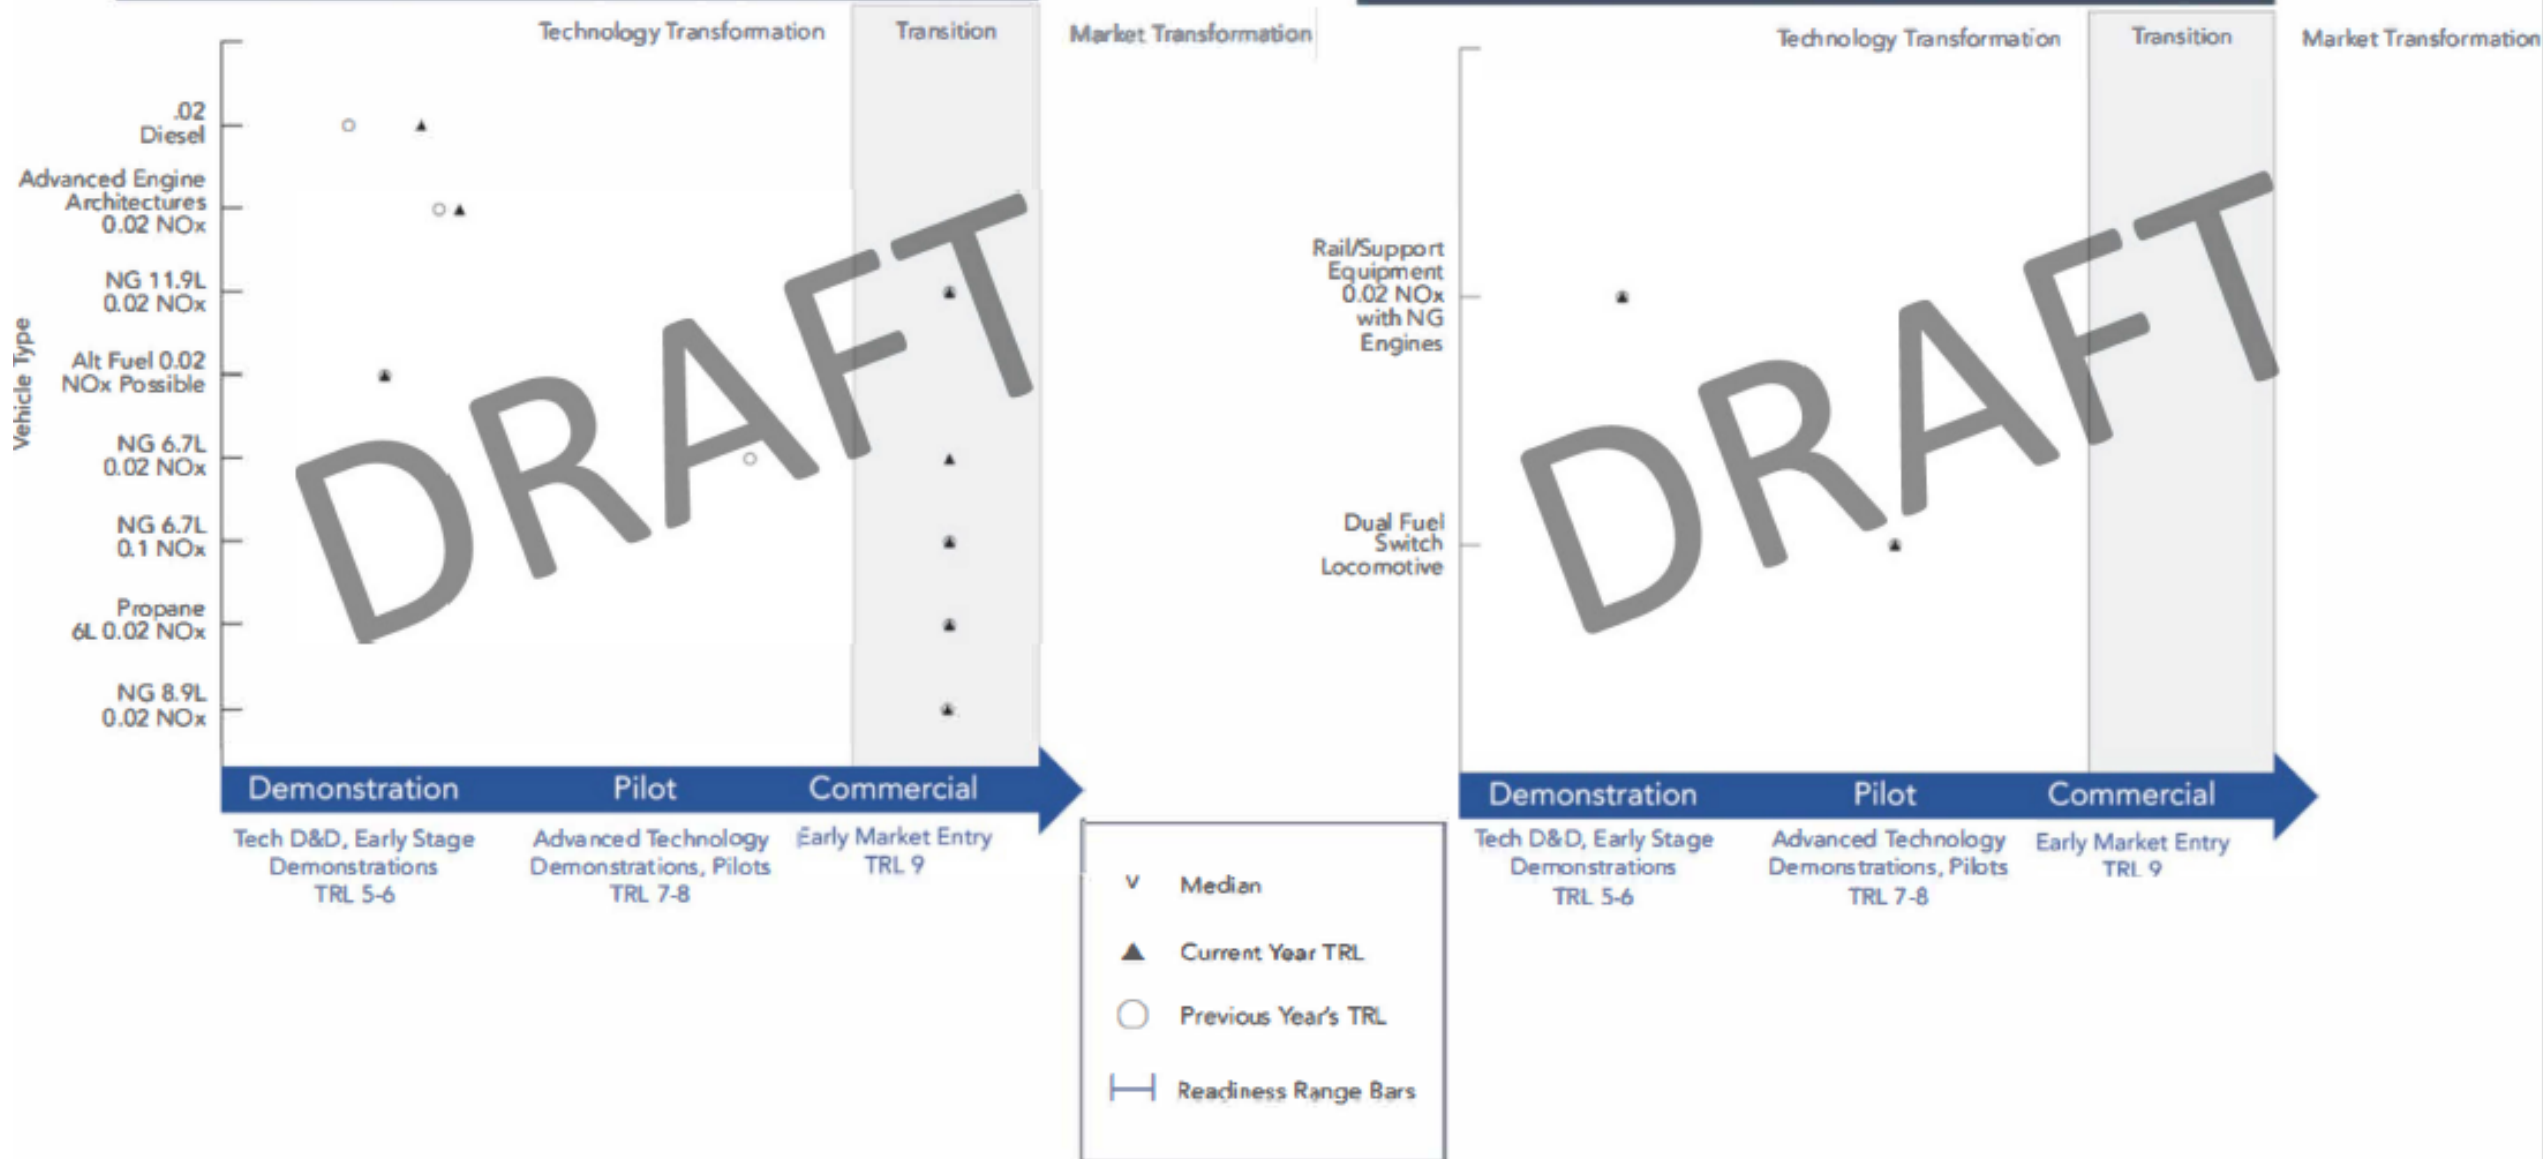 Technology Transformation
Transition
Market Transformation
.02
Diesel
Advanced Engine
Architectures
0.02 NOx
NG 11.9L
0.02 NOx
Alt Fuel 0.02
NOx Possible
NG 6.7L
0.02 NOx
NG 6.7L
0.1 NOx
Propane
6L 0.02 NOx
NG 8.9L
0.02 NOx
Vehicle Type
DRAFT
Demonstration
Pilot
Commercial
Tech D&D, Early Stage
Demonstrations
TRL 5-6
Advanced Technology
Demonstrations, Pilots
TRL 7-8
Early Market Entry
TRL 9
Technology Transformation
Transition
Market Transformation
Rail/Support
Equipment
0.02 NOx
with NG
Engines
Dual Fuel
Switch
Locomotive
DRAFT
Demonstration
Pilot
Commercial
Tech D&D, Early Stage
Demonstrations
TRL 5-6
Advanced Technology
Demonstrations, Pilots
TRL 7-8
Early Market Entry
TRL 9
Median
Current Year TRL
Previous Year's TRL
Readiness Range Bars